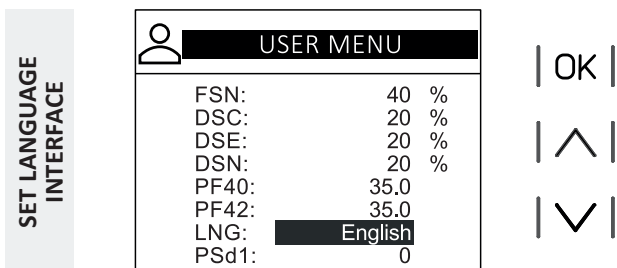 SET LANGUAGE
INTERFACE
USER MENU
FSN: 40 %
DSC: 20 %
DSE: 20 %
DSN: 20 %
PF40: 35.0
PF42: 35.0
LNG: English
PSd1: 0
OK